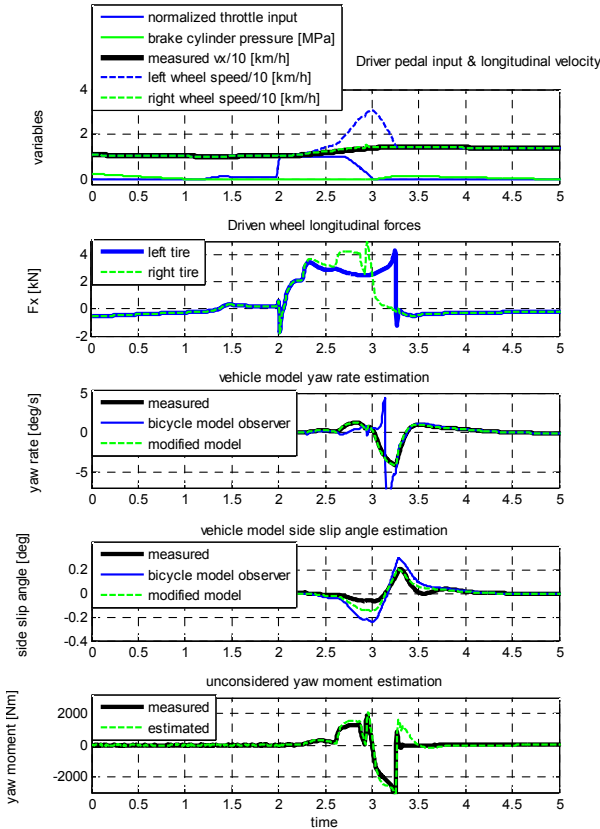 normalized throttle input
brake cylinder pressure [MPa]
measured vx/10 [km/h]
left wheel speed/10 [km/h]
right wheel speed/10 [km/h]
Driver pedal input & longitudinal velocity
variables
4
2
0
0 0.5 1 1.5 2 2.5 3 3.5 4 4.5 5
Driven wheel longitudinal forces
left tire
right tire
Fx [kN]
4
2
0
-2
0 0.5 1 1.5 2 2.5 3 3.5 4 4.5 5
vehicle model yaw rate estimation
measured
bicycle model observer
modified model
yaw rate [deg/s]
5
0
-5
0 0.5 1 1.5 2 2.5 3 3.5 4 4.5 5
vehicle model side slip angle estimation
measured
bicycle model observer
modified model
side slip angle [deg]
0.2
0
-0.2
-0.4
0 0.5 1 1.5 2 2.5 3 3.5 4 4.5 5
unconsidered yaw moment estimation
measured
estimated
yaw moment [Nm]
2000
0
-2000
0 0.5 1 1.5 2 2.5 3 3.5 4 4.5 5
time